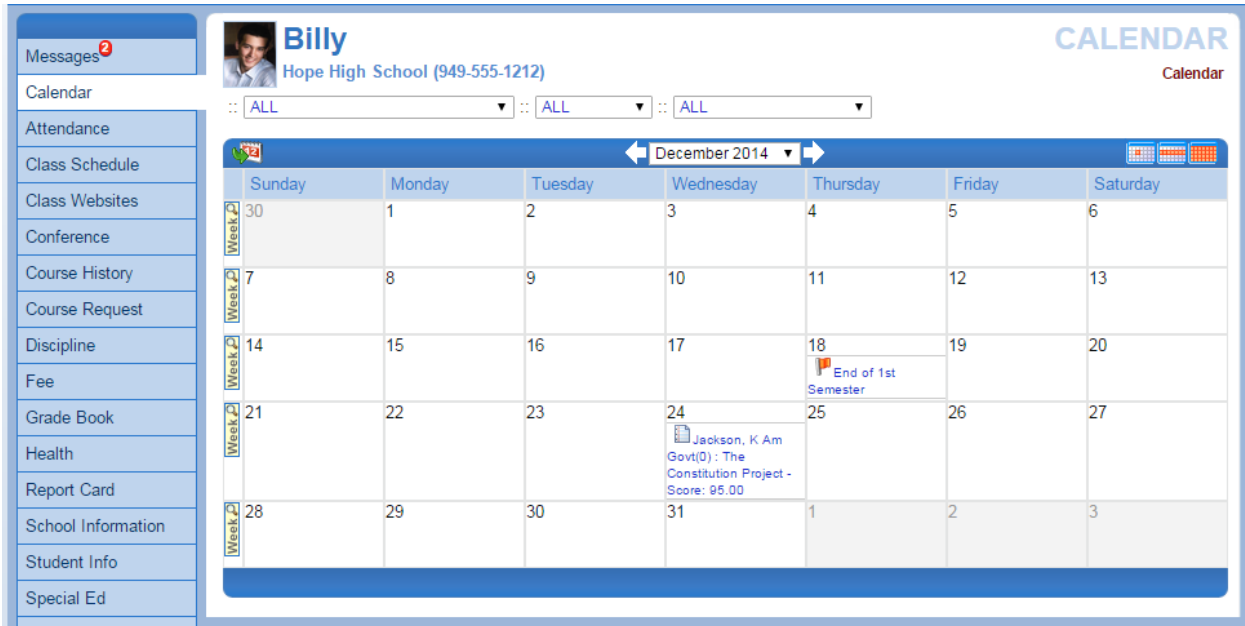 Messages 2
Calendar
Attendance
Class Schedule
Class Websites
Conference
Course History
Course Request
Discipline
Fee
Grade Book
Health
Report Card
School Information
Student Info
Special Ed
Billy
CALENDAR
Hope High School (949-555-1212)
Calendar
:: ALL :: ALL :: ALL
12
December 2014
Sunday Monday Tuesday Wednesday Thursday Friday Saturday
Week 30 1 2 3 4 5 6
Week 7 8 9 10 11 12 13
Week 14 15 16 17 18 19 20
End of 1st
Semester
Week 21 22 23 24 25 26 27
Jackson, K Am
Govt(0) : The
Constitution Project -
Score: 95.00
Week 28 29 30 31 1 2 3